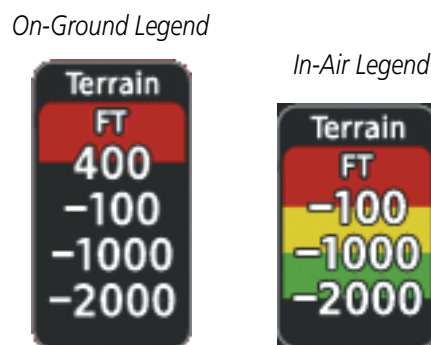 On-Ground Legend
Terrain
FT
400
−100
−1000
−2000
In-Air Legend
Terrain
FT
−100
−1000
−2000